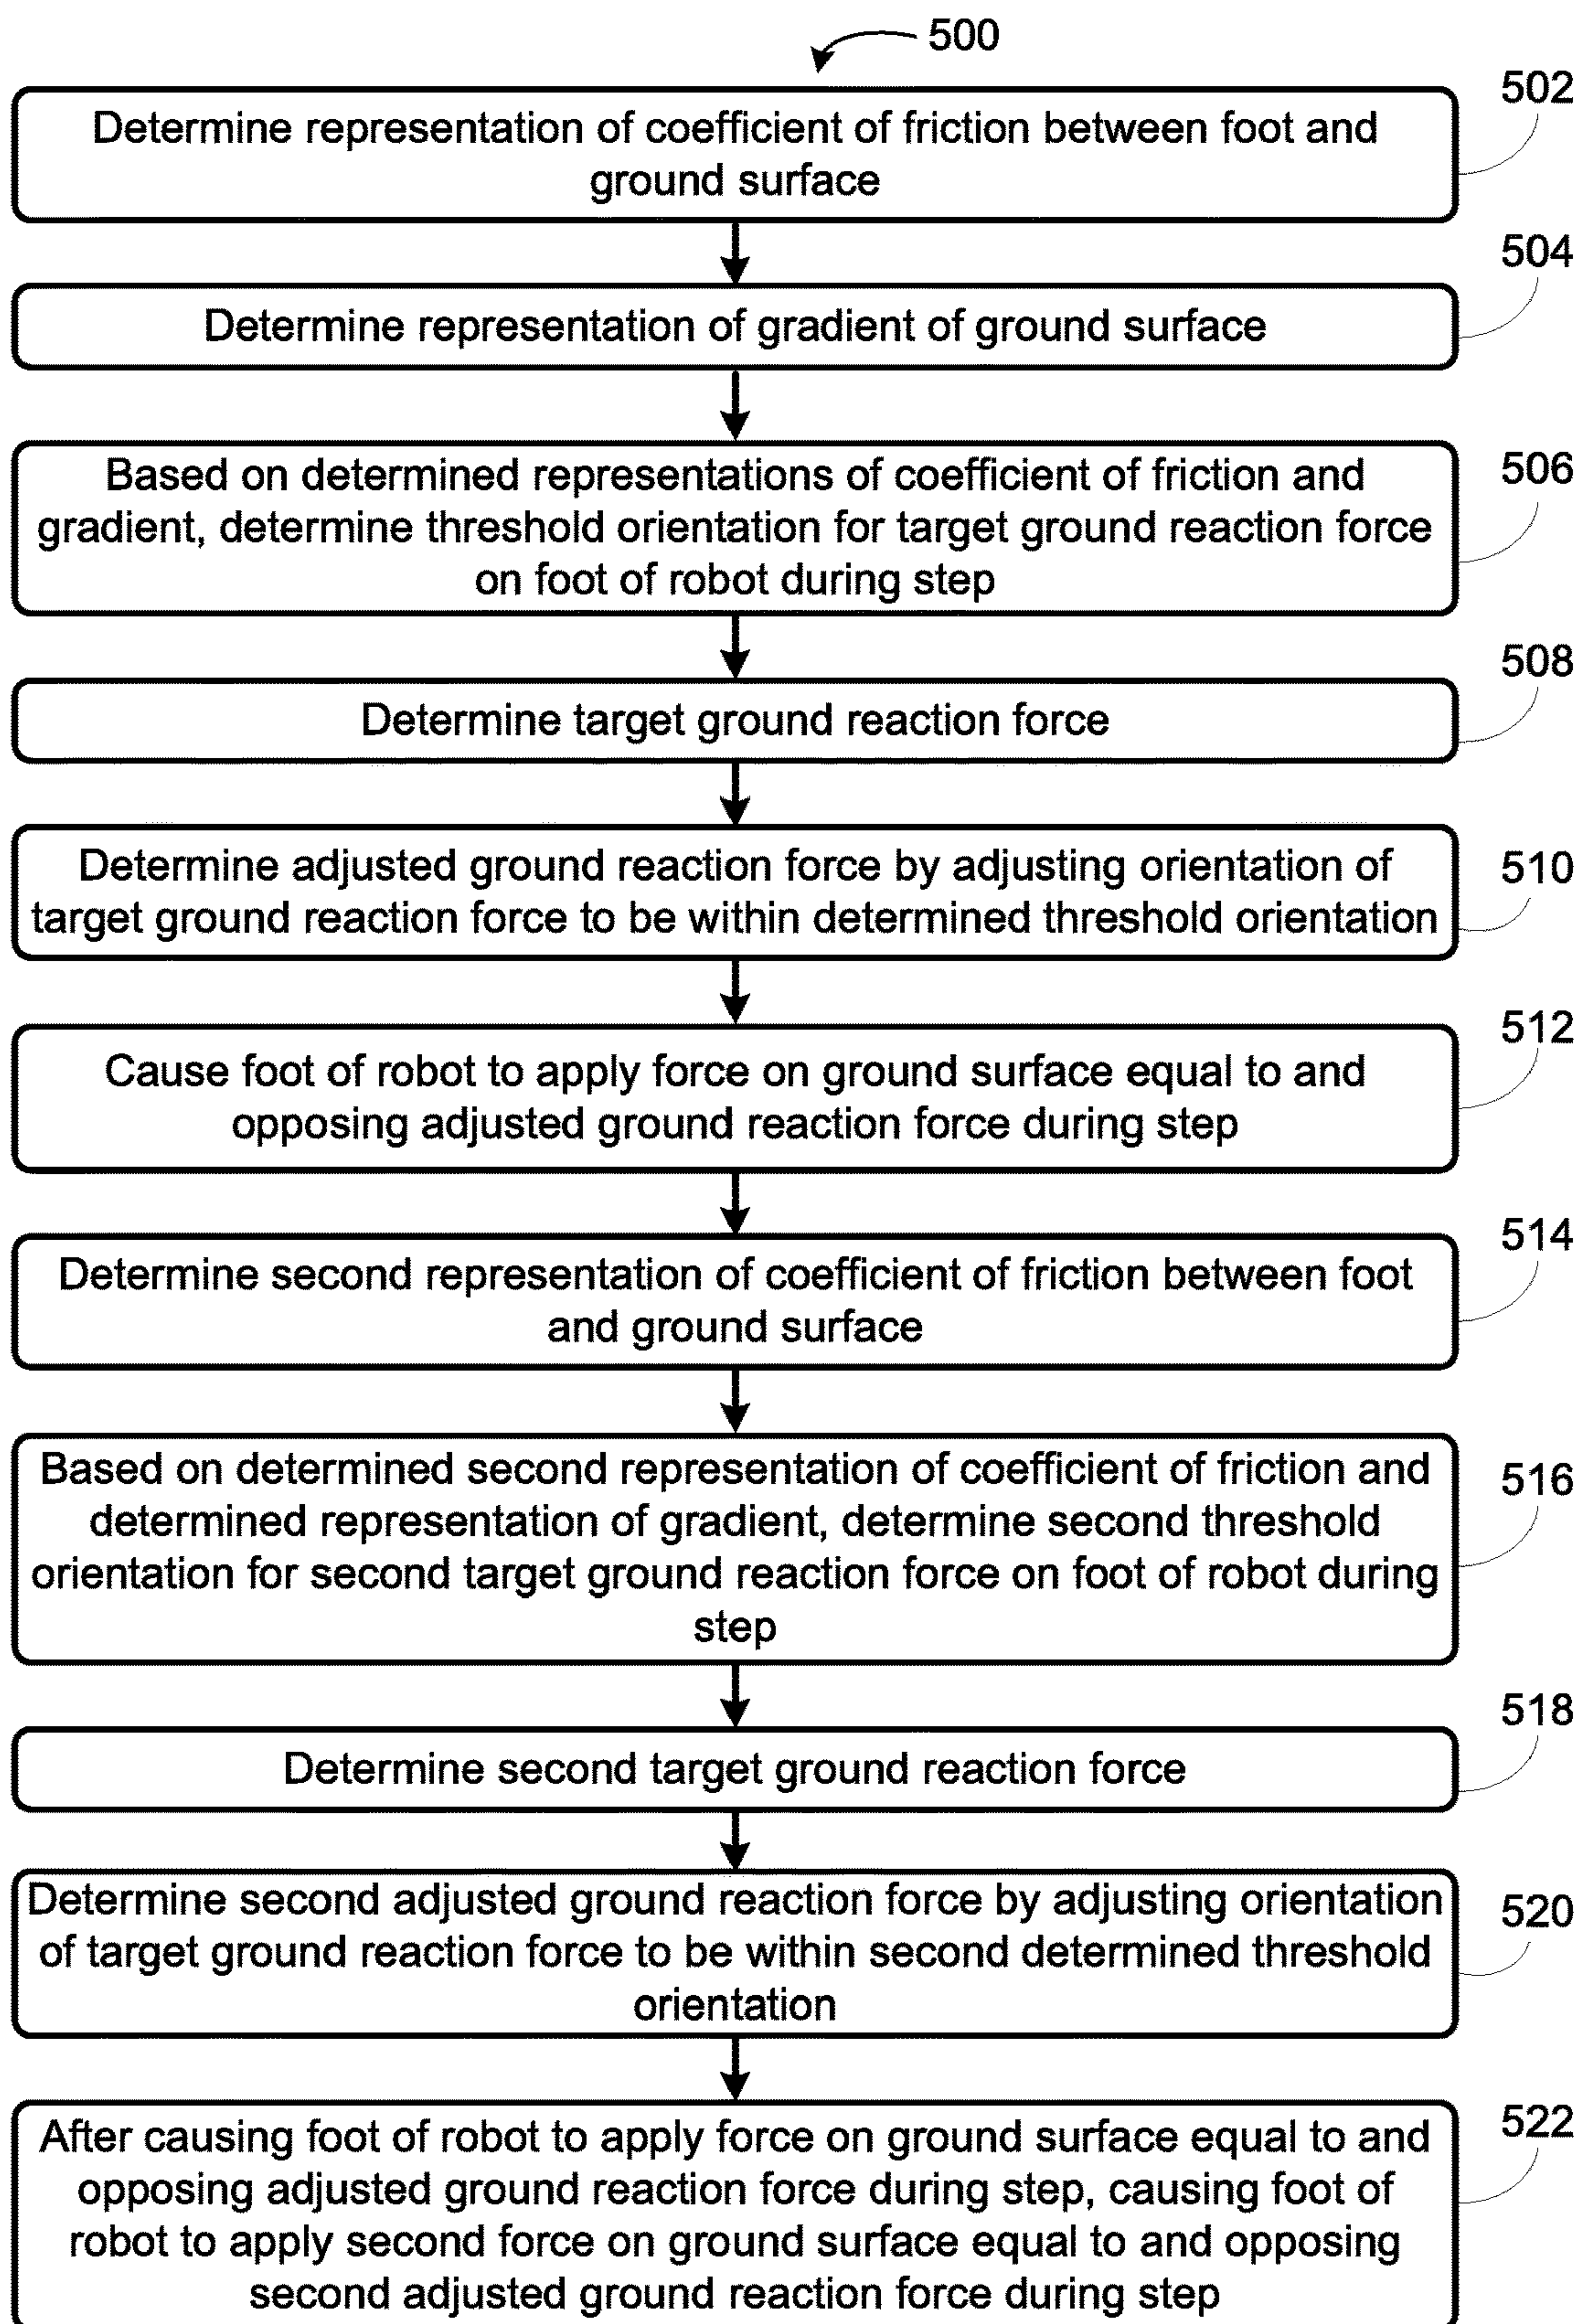 500
502
Determine representation of coefficient of friction between foot and
ground surface
504
Determine representation of gradient of ground surface
506
Based on determined representations of coefficient of friction and
gradient, determine threshold orientation for target ground reaction force
on foot of robot during step
508
Determine target ground reaction force
510
Determine adjusted ground reaction force by adjusting orientation of
target ground reaction force to be within determined threshold orientation
512
Cause foot of robot to apply force on ground surface equal to and
opposing adjusted ground reaction force during step
514
Determine second representation of coefficient of friction between foot
and ground surface
516
Based on determined second representation of coefficient of friction and
determined representation of gradient, determine second threshold
orientation for second target ground reaction force on foot of robot during
step
518
Determine second target ground reaction force
520
Determine second adjusted ground reaction force by adjusting orientation
of target ground reaction force to be within second determined threshold
orientation
522
After causing foot of robot to apply force on ground surface equal to and
opposing adjusted ground reaction force during step, causing foot of
robot to apply second force on ground surface equal to and opposing
second adjusted ground reaction force during step